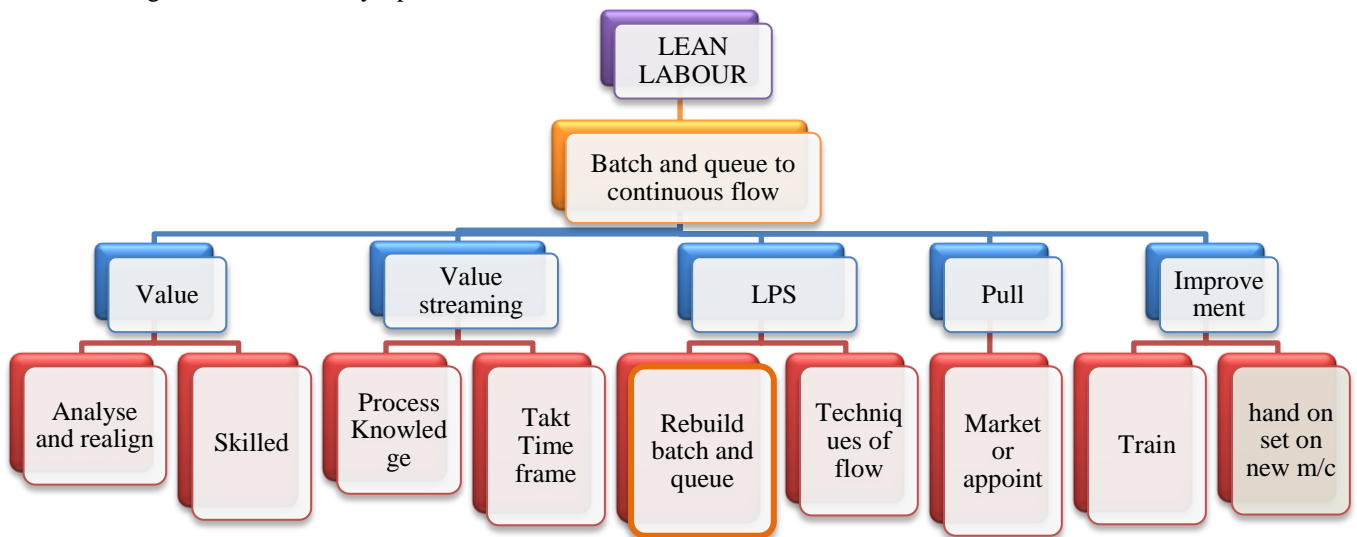 LEAN
LABOUR
Batch and queue to
continuous flow
Value
Value
streaming
LPS
Pull
Improve
ment
Analyse
and realign
Skilled
Process
Knowled
ge
Takt
Time
frame
Rebuild
batch and
queue
Techniq
ues of
flow
Market
or
appoint
Train
hand on
set on
new m/c